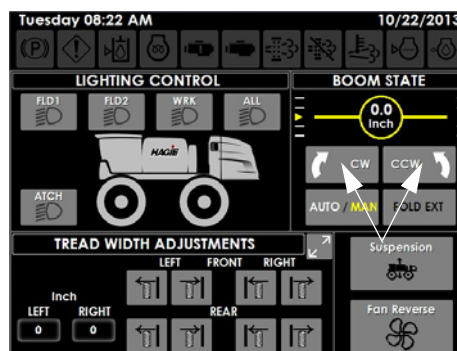 Tuesday 08:22 AM 10/22/2013
(P)
LIGHTING CONTROL
BOOM STATE
FLD1 FLD2 WRK ALL
0.0
Inch
HAGIE
CW CCW
ATCH
AUTO / MAN FOLD EXT
TREAD WIDTH ADJUSTMENTS
LEFT FRONT RIGHT
Suspension
Inch
LEFT RIGHT
REAR
0 0
Fan Reverse